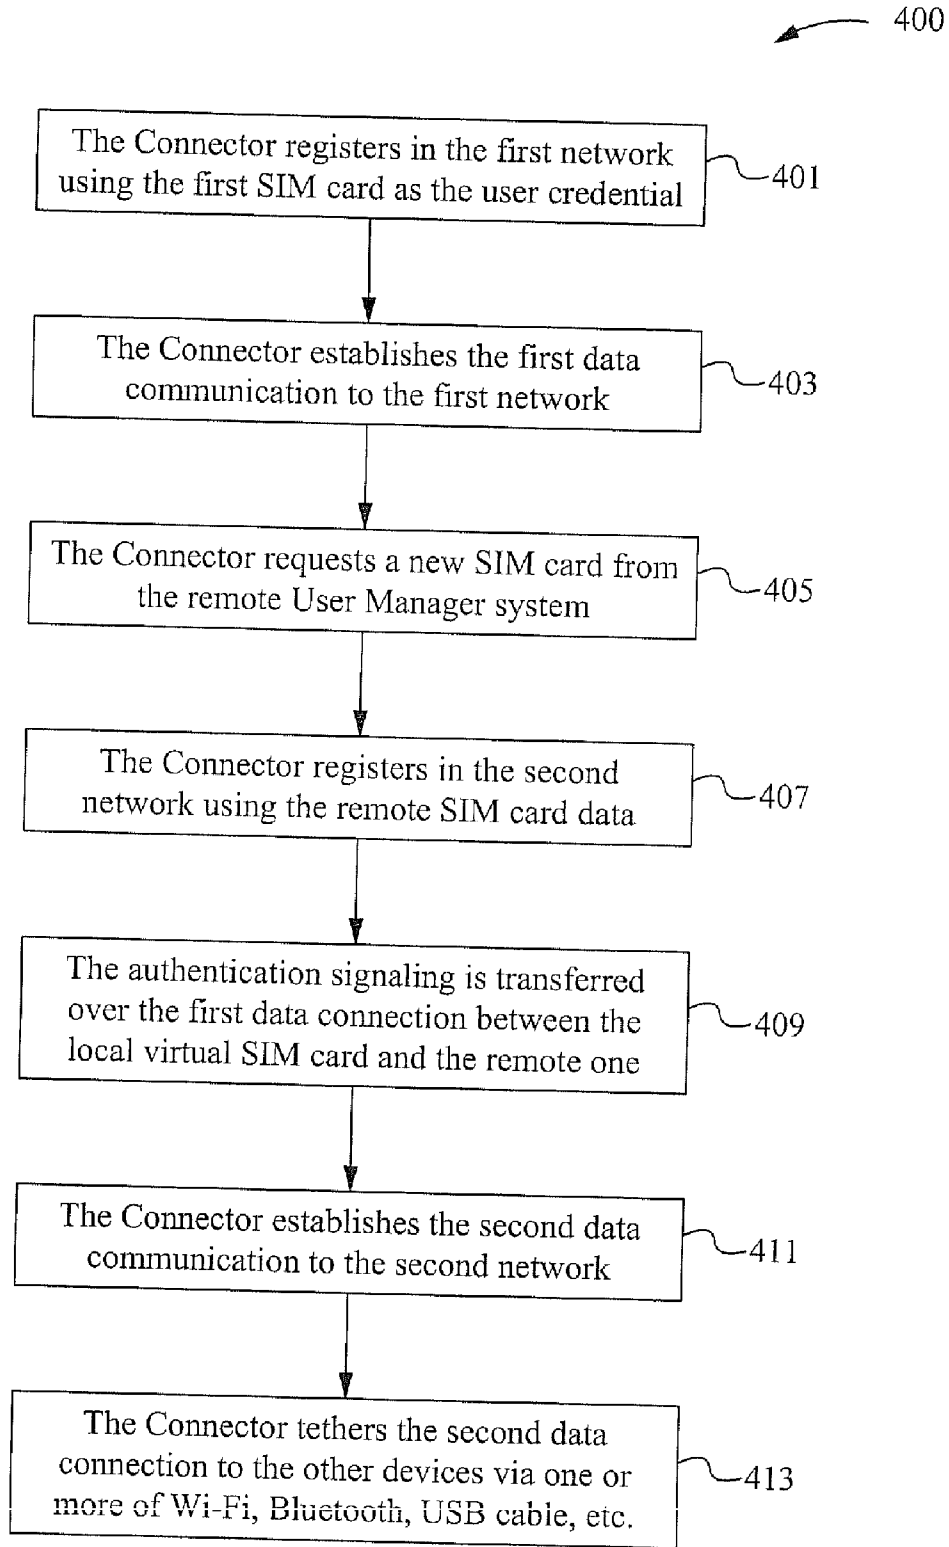 400
The Connector registers in the first network
using the first SIM card as the user credential
401
The Connector establishes the first data
communication to the first network
403
The Connector requests a new SIM card from
the remote User Manager system
405
The Connector registers in the second
network using the remote SIM card data
407
The authentication signaling is transferred
over the first data connection between the
local virtual SIM card and the remote one
409
The Connector establishes the second data
communication to the second network
411
The Connector tethers the second data
connection to the other devices via one or
more of Wi-Fi, Bluetooth, USB cable, etc.
413